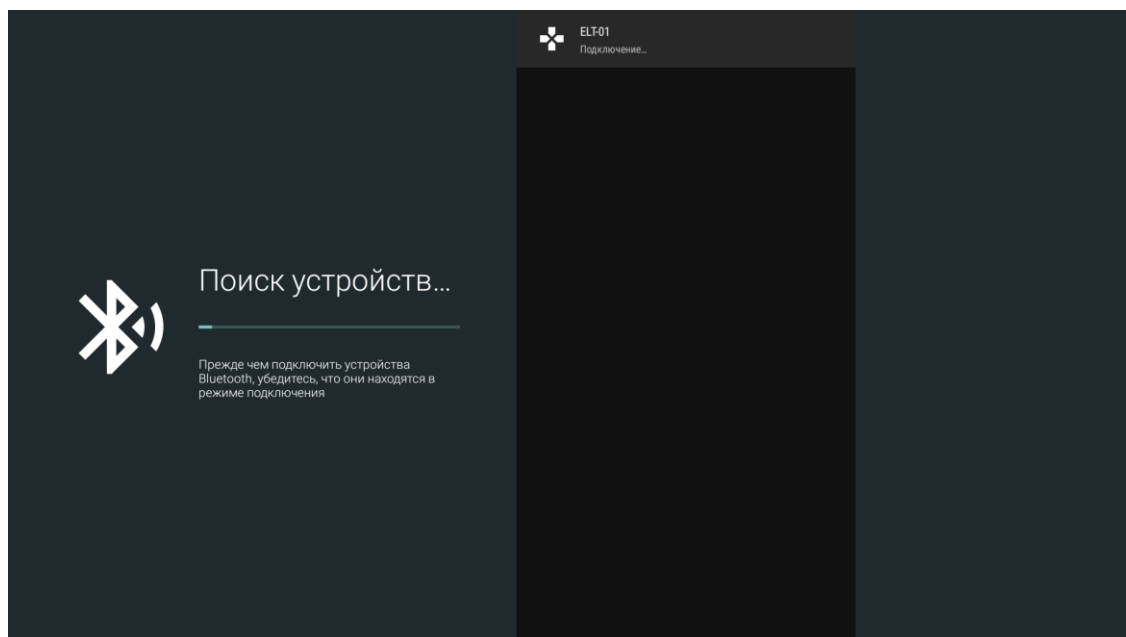 ELT-01
Подключение…
Поиск устройств…
Прежде чем подключить устройства
Bluetooth, убедитесь, что они находятся в
режиме подключения